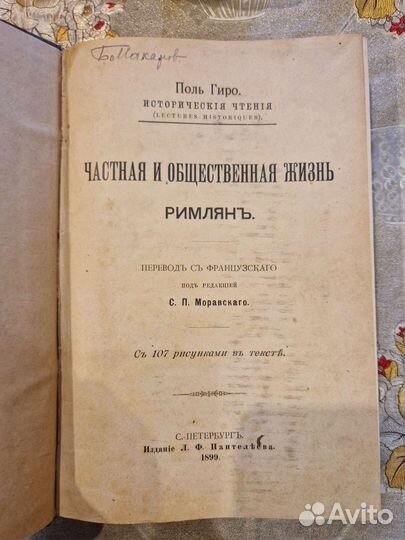 Б. Макаров
Поль Гиро.
ИСТОРИЧЕСКІЯ ЧТЕНІЯ
(LECTURES HISTORIQUES).
ЧАСТНАЯ И ОБЩЕСТВЕННАЯ ЖИЗНЬ
РИМЛЯНЪ.
ПЕРЕВОДЪ СЪ ФРАНЦУЗСКАГО
ПОДЪ РЕДАКЦІЕЙ
С. П. Моравскаго.
Съ 107 рисунками въ текстѣ.
С.-ПЕТЕРБУРГЪ.
Изданіе Л. Ф. Пантелѣева.
1899.
Avito